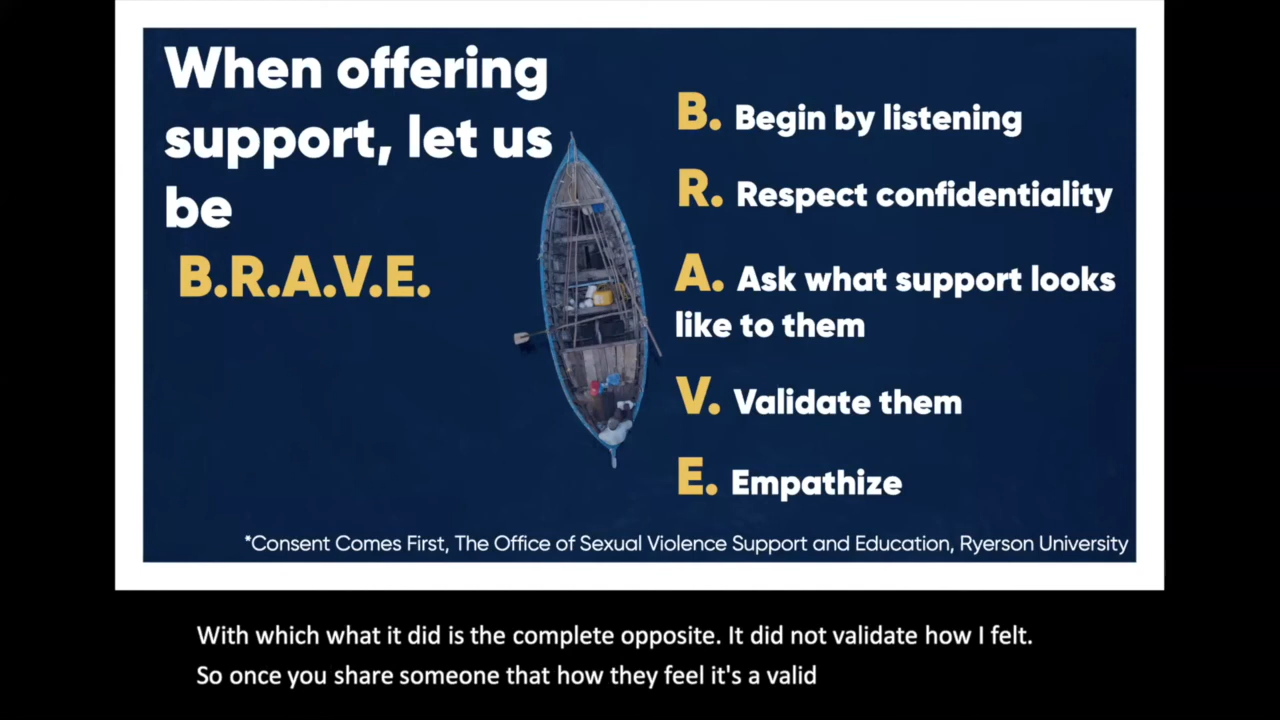 When offering
support, let us
be
B.R.A.V.E.
B. Begin by listening
R. Respect confidentiality
A. Ask what support looks
like to them
V. Validate them
E. Empathize
*Consent Comes First, The Office of Sexual Violence Support and Education, Ryerson University
With which what it did is the complete opposite. It did not validate how I felt.
So once you share someone that how they feel it's a valid